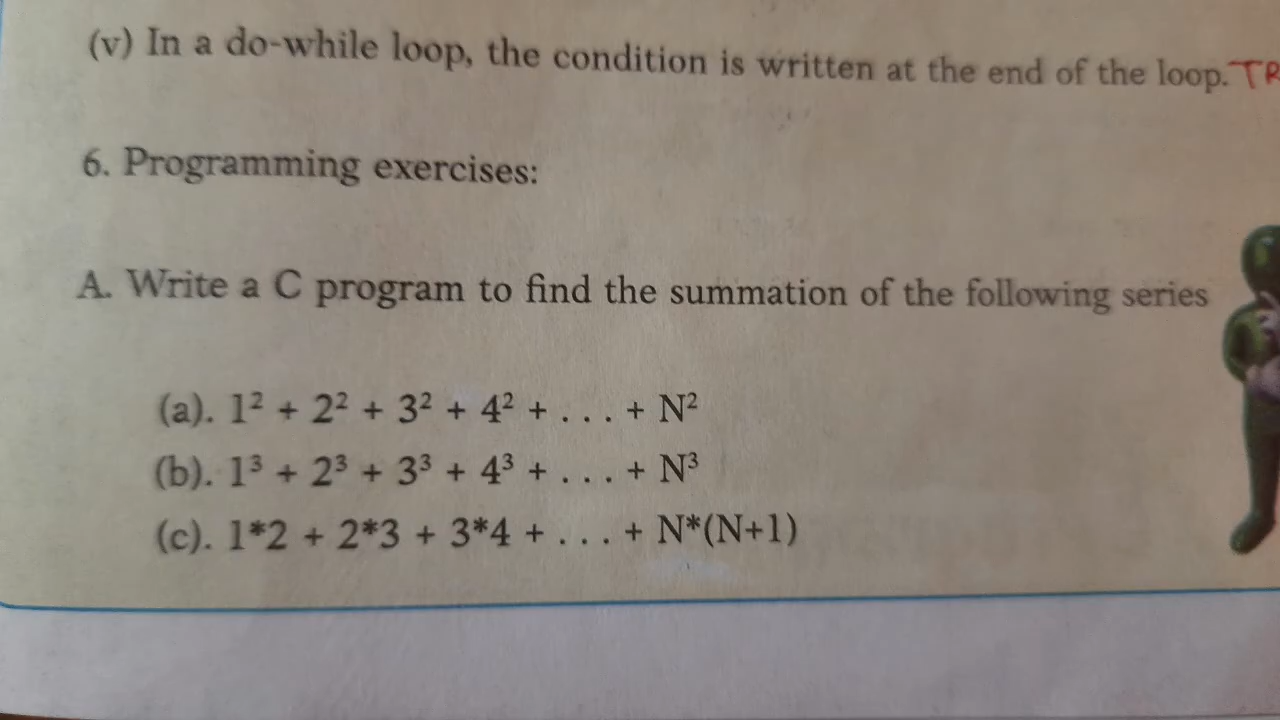 (v) In a do-while loop, the condition is written at the end of the loop. TR
6. Programming exercises:
A. Write a C program to find the summation of the following series
(a). 1² + 2² + 3² + 4² + . . . + N²
(b). 1³ + 2³ + 3³ + 4³ + . . . + N³
(c). 1*2 + 2*3 + 3*4 + . . . + N*(N+1)